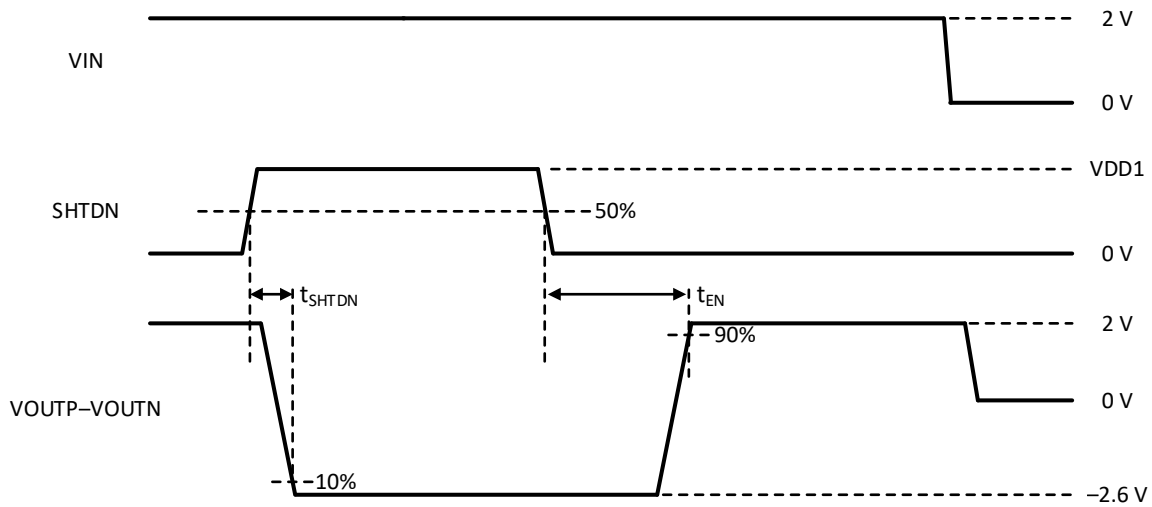 2 V
VIN
0 V
VDD1
SHTDN
50%
0 V
tSHTDN
tEN
2 V
90%
VOUTP–VOUTN
0 V
10%
–2.6 V